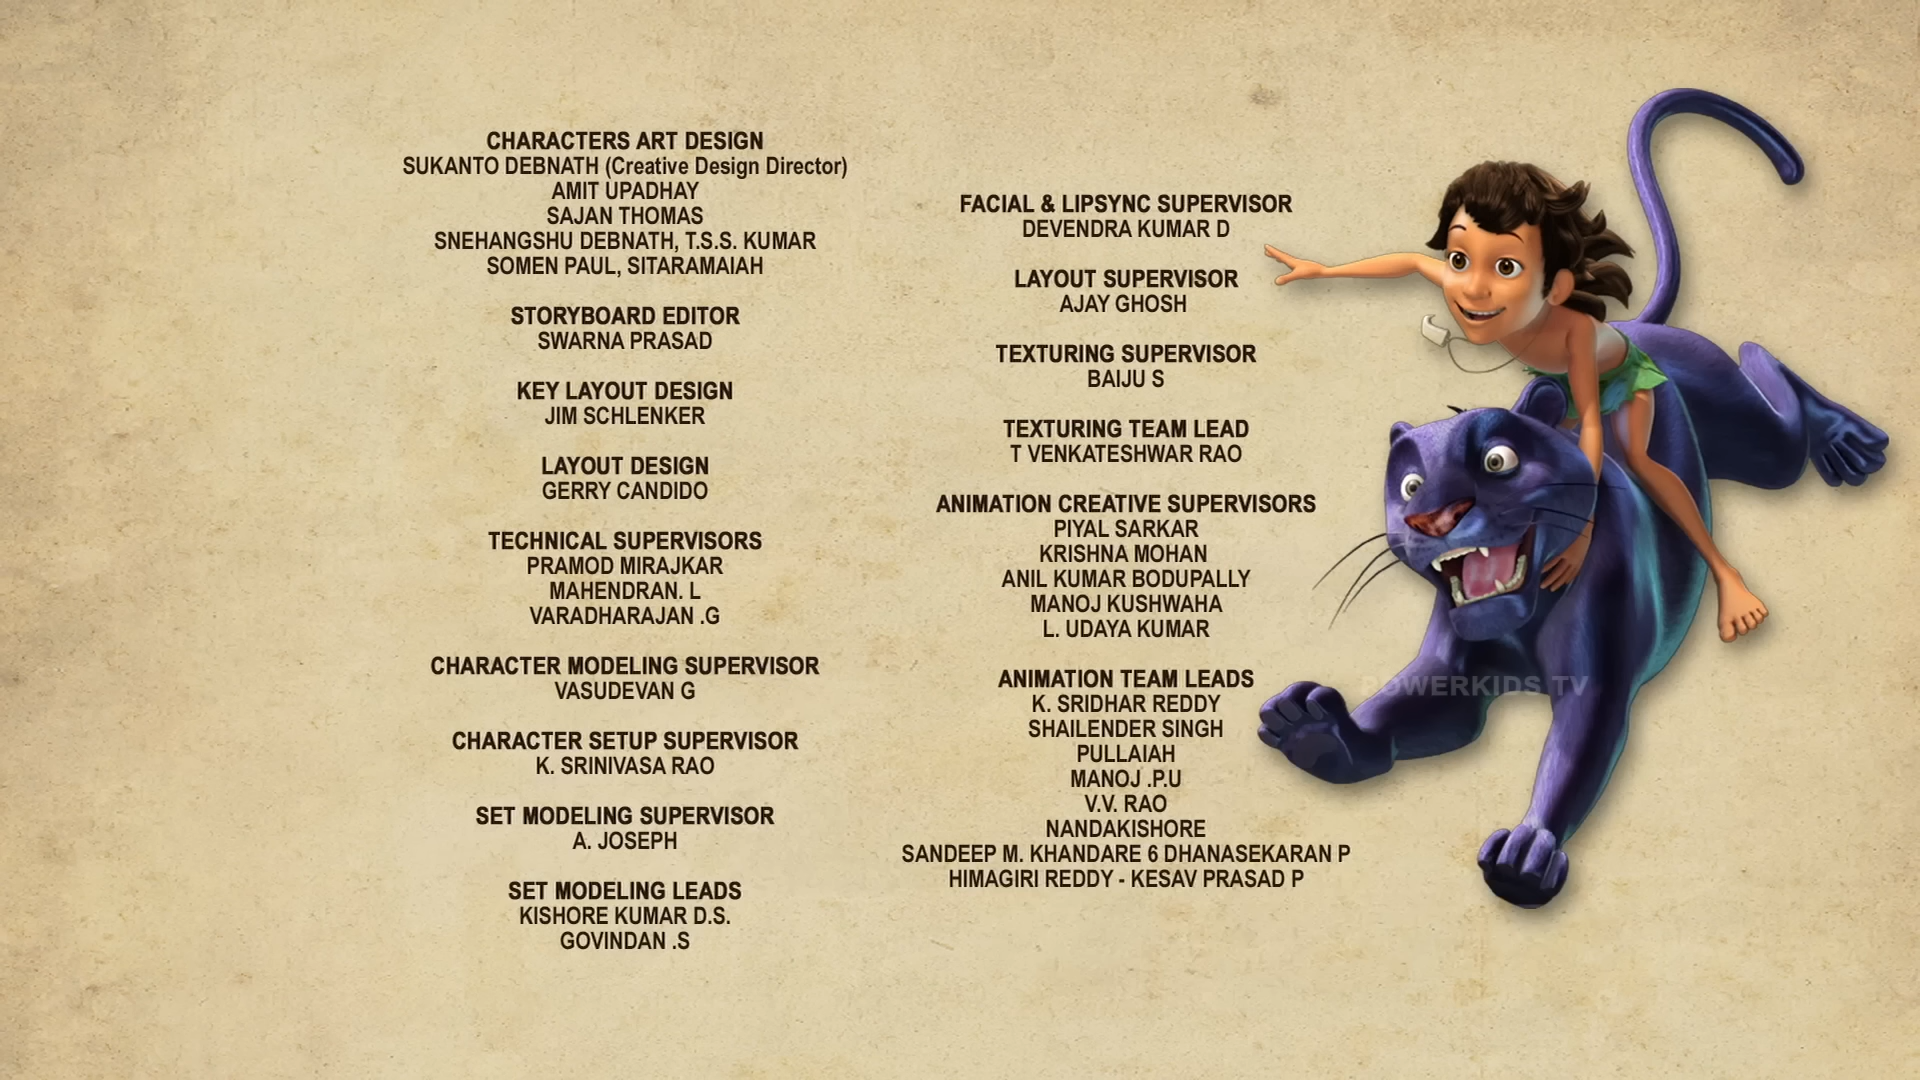 CHARACTERS ART DESIGN
SUKANTO DEBNATH (Creative Design Director)
AMIT UPADHAY
SAJAN THOMAS
SNEHANGSHU DEBNATH, T.S.S. KUMAR
SOMEN PAUL, SITARAMAIAH
STORYBOARD EDITOR
SWARNA PRASAD
KEY LAYOUT DESIGN
JIM SCHLENKER
LAYOUT DESIGN
GERRY CANDIDO
TECHNICAL SUPERVISORS
PRAMOD MIRAJKAR
MAHENDRAN. L
VARADHARAJAN .G
CHARACTER MODELING SUPERVISOR
VASUDEVAN G
CHARACTER SETUP SUPERVISOR
K. SRINIVASA RAO
SET MODELING SUPERVISOR
A. JOSEPH
SET MODELING LEADS
KISHORE KUMAR D.S.
GOVINDAN .S
FACIAL & LIPSYNC SUPERVISOR
DEVENDRA KUMAR D
LAYOUT SUPERVISOR
AJAY GHOSH
TEXTURING SUPERVISOR
BAIJU S
TEXTURING TEAM LEAD
T VENKATESHWAR RAO
ANIMATION CREATIVE SUPERVISORS
PIYAL SARKAR
KRISHNA MOHAN
ANIL KUMAR BODUPALLY
MANOJ KUSHWAHA
L. UDAYA KUMAR
ANIMATION TEAM LEADS
K. SRIDHAR REDDY
SHAILENDER SINGH
PULLAIAH
MANOJ .P.U
V.V. RAO
NANDAKISHORE
SANDEEP M. KHANDARE 6 DHANASEKARAN P
HIMAGIRI REDDY - KESAV PRASAD P
POWERKIDS TV